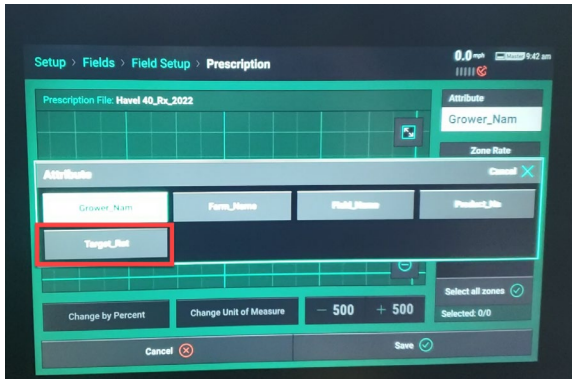 Setup > Fields > Field Setup > Prescription
0.0 mph Master 9:42 am
Prescription File: Havel 40_Rx_2022
Attribute
Grower_Nam
Zone Rate
Attribute
Cancel
Grower_Nam
Farm_Name
Field_Name
Product_Na
Target_Rat
Change by Percent
Change Unit of Measure
− 500 + 500
Select all zones
Selected: 0/0
Cancel
Save